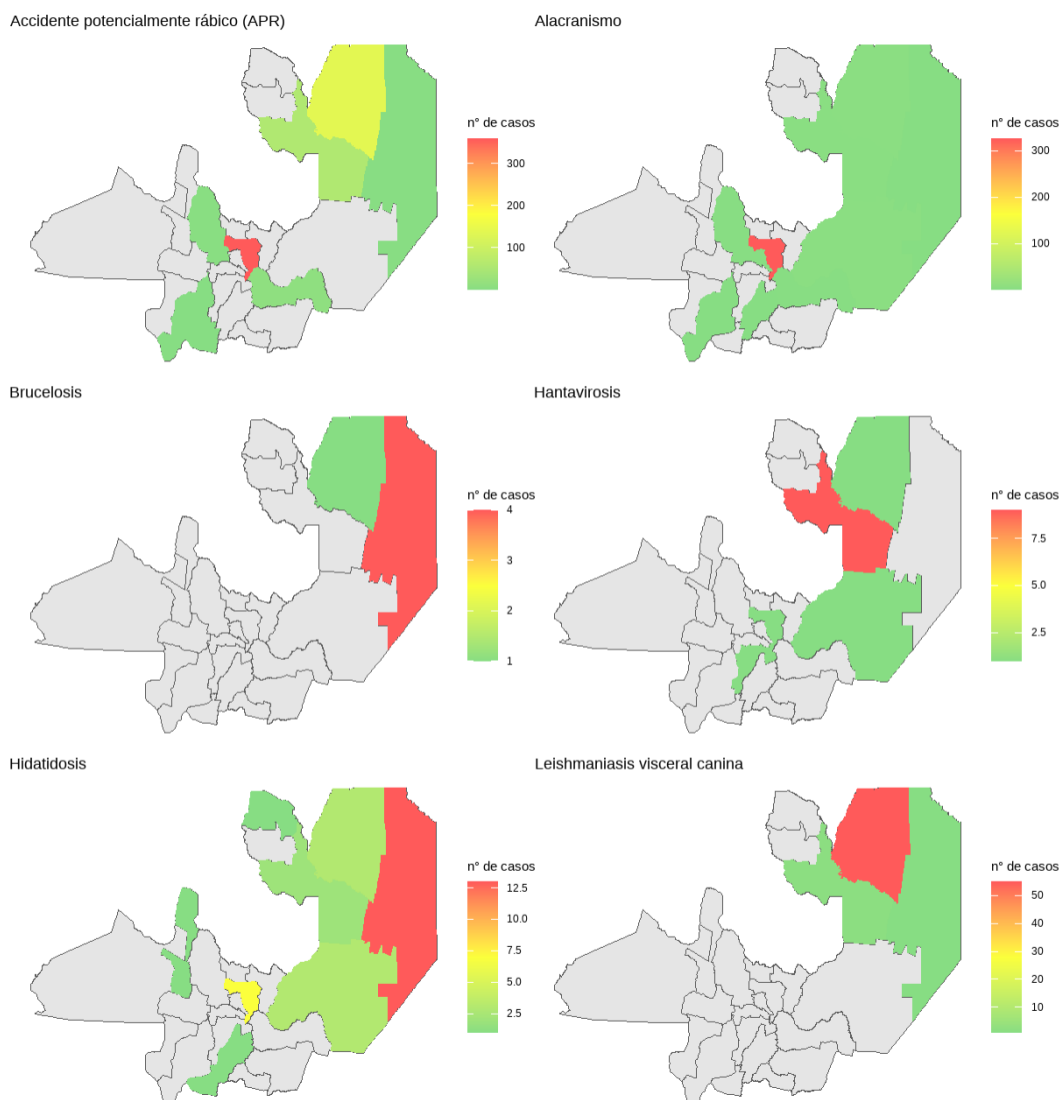 Accidente potencialmente rábico (APR)
n° de casos
300
200
100
Alacranismo
n° de casos
300
200
100
Brucelosis
n° de casos
4
3
2
1
Hantavirosis
n° de casos
7.5
5.0
2.5
Hidatidosis
n° de casos
12.5
10.0
7.5
5.0
2.5
Leishmaniasis visceral canina
n° de casos
50
40
30
20
10